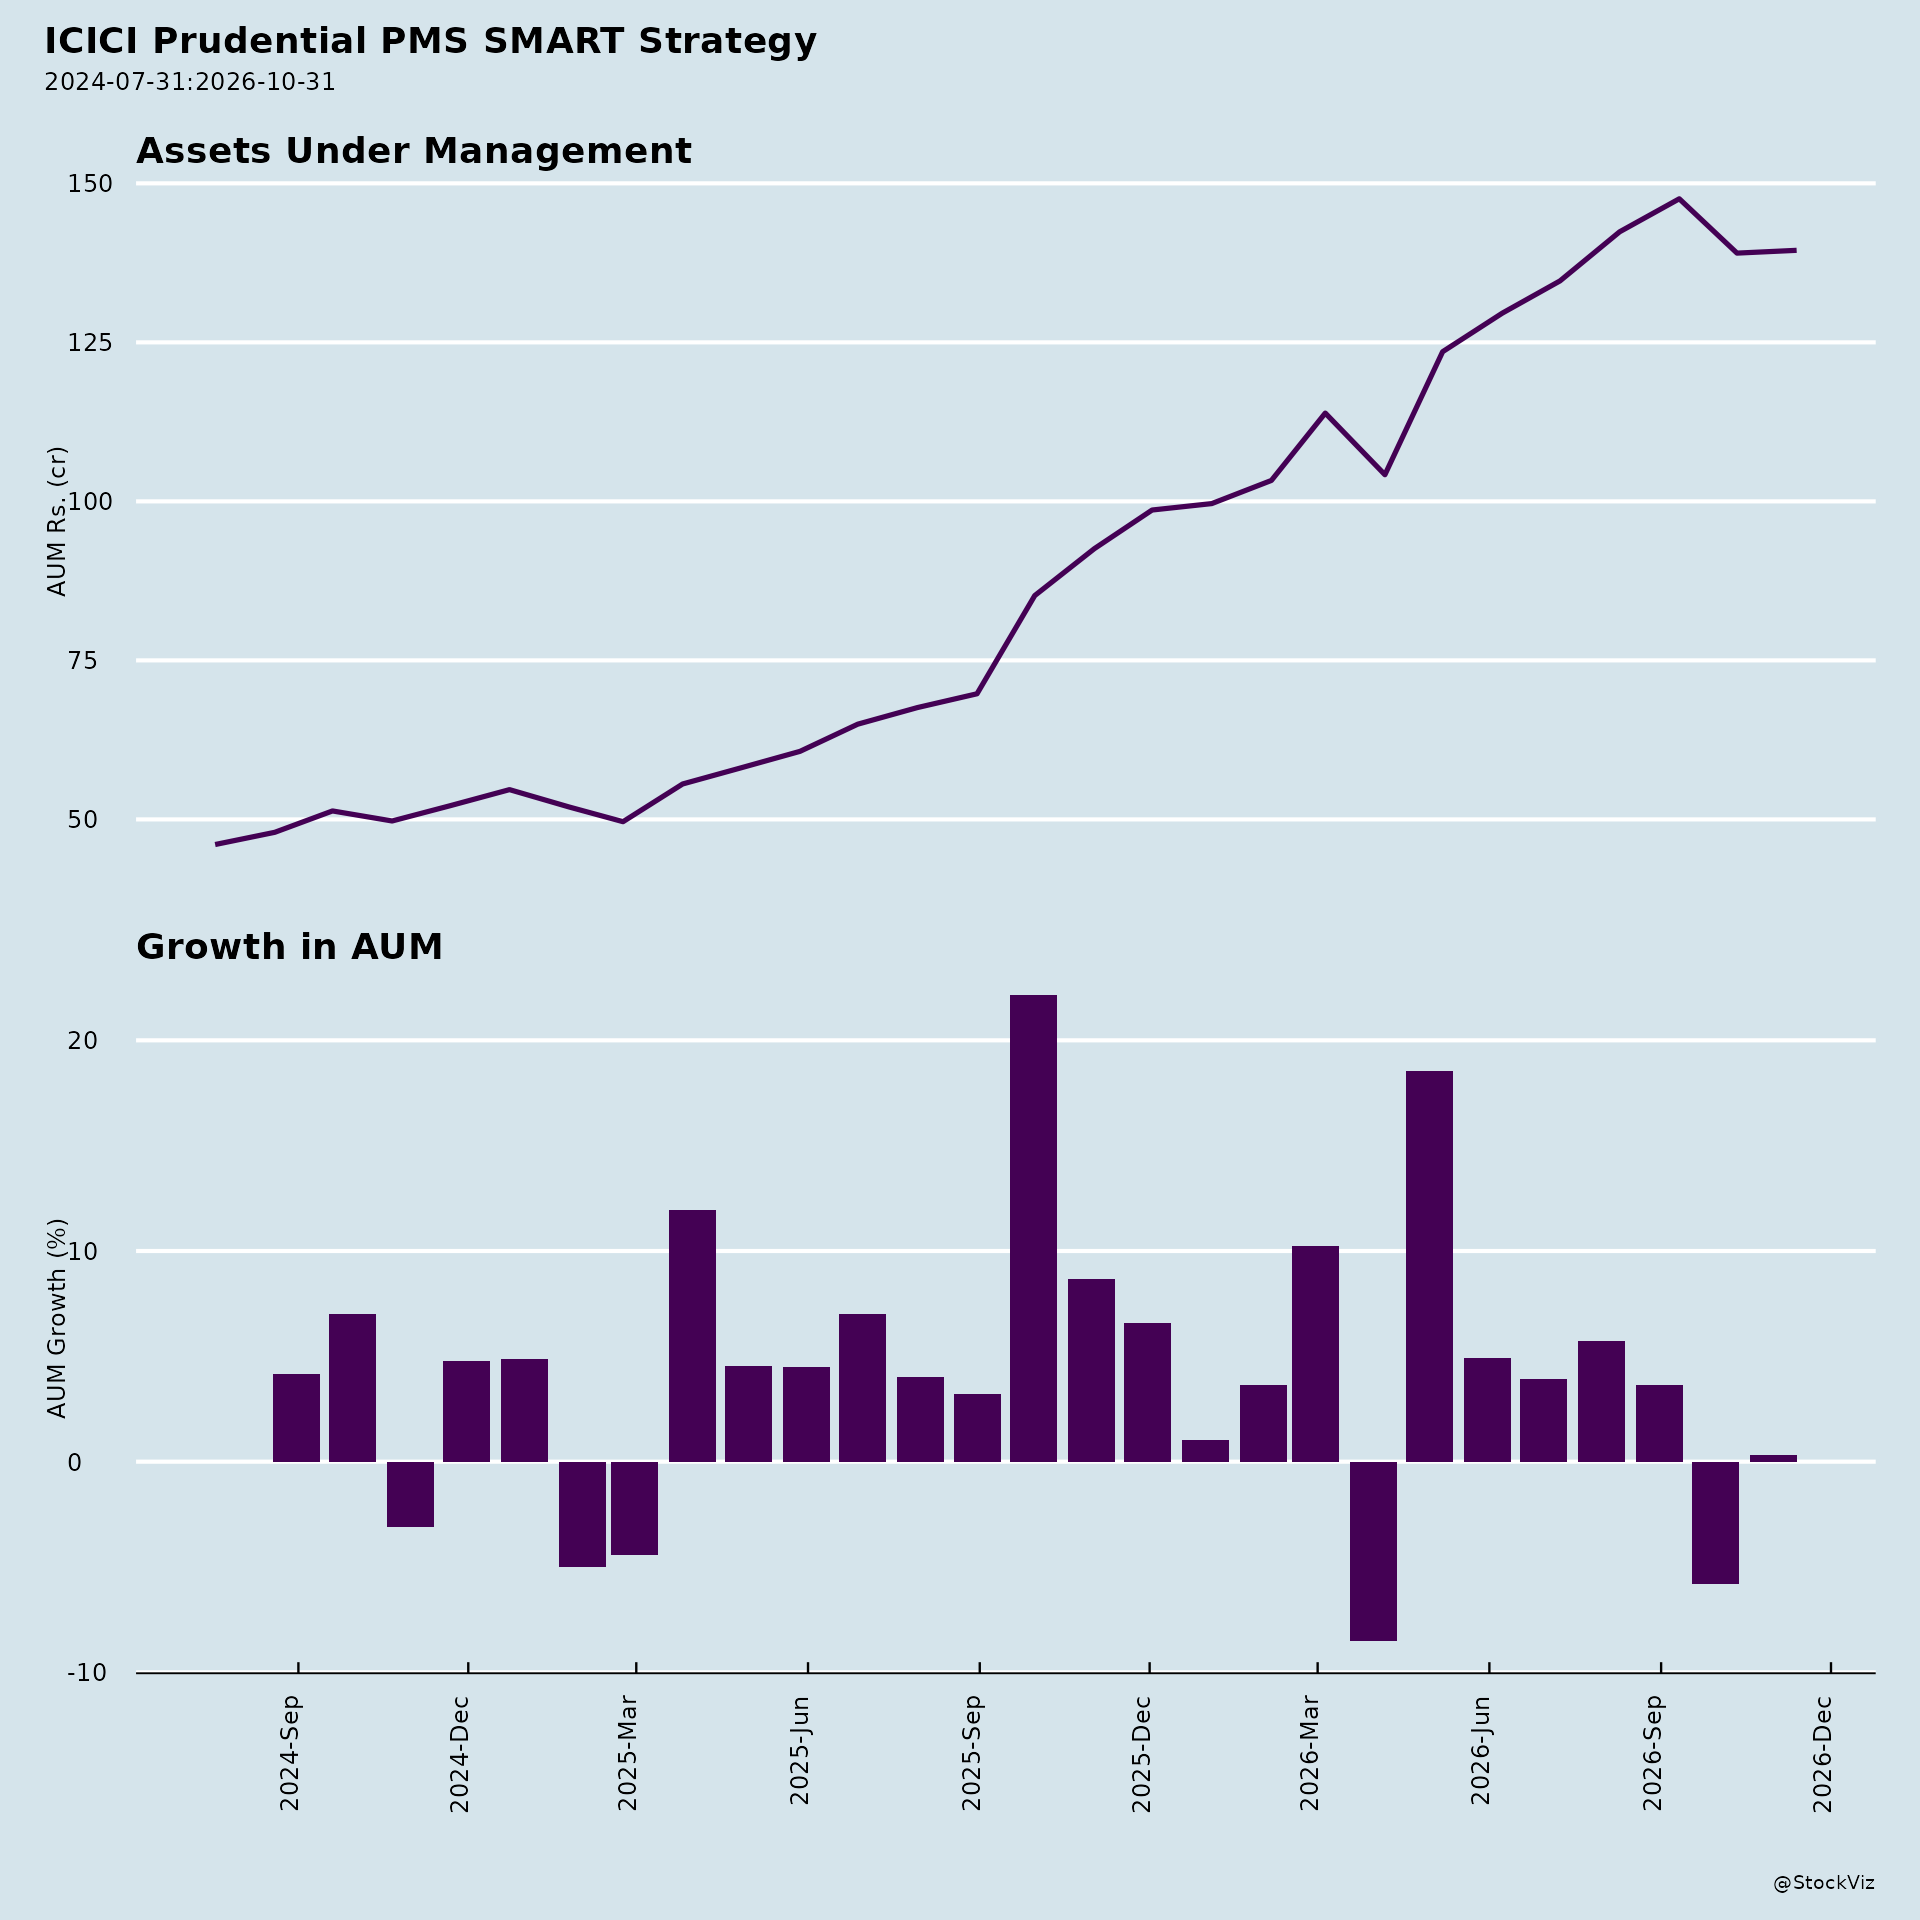 ICICI Prudential PMS SMART Strategy
2024-07-31:2026-10-31
Assets Under Management
150
125
100
75
50
AUM Rs. (cr)
Growth in AUM
20
10
0
-10
AUM Growth (%)
2024-Sep
2024-Dec
2025-Mar
2025-Jun
2025-Sep
2025-Dec
2026-Mar
2026-Jun
2026-Sep
2026-Dec
@StockViz